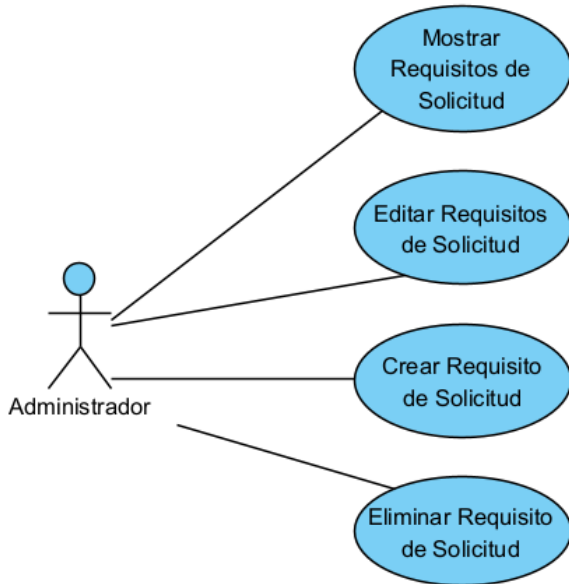 Mostrar
Requisitos de
Solicitud
Editar Requisitos
de Solicitud
Administrador
Crear Requisito
de Solicitud
Eliminar Requisito
de Solicitud